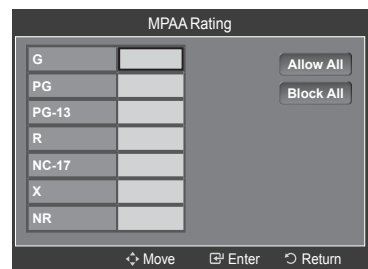 MPAA Rating
G
Allow All
PG
Block All
PG-13
R
NC-17
X
NR
Move Enter Return